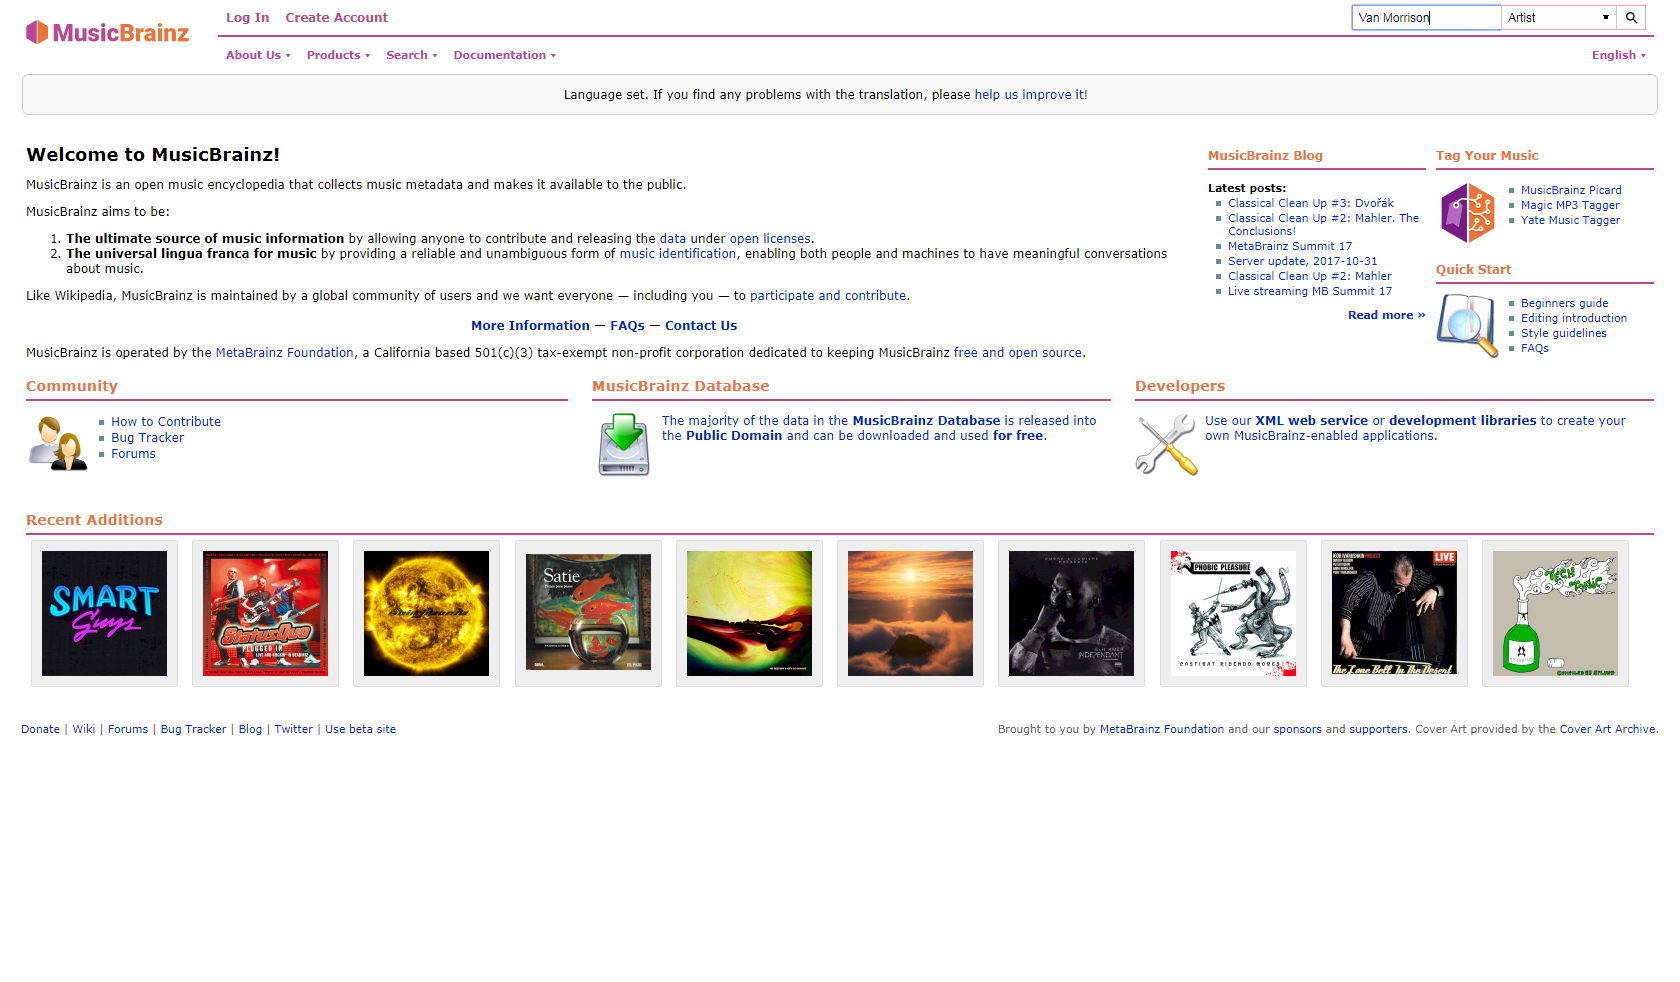 MusicBrainz
Log In Create Account
Van Morrison Artist
About Us Products Search Documentation English
Language set. If you find any problems with the translation, please help us improve it!
Welcome to MusicBrainz!
MusicBrainz is an open music encyclopedia that collects music metadata and makes it available to the public.
MusicBrainz aims to be:
1. The ultimate source of music information by allowing anyone to contribute and releasing the data under open licenses.
2. The universal lingua franca for music by providing a reliable and unambiguous form of music identification, enabling both people and machines to have meaningful conversations
about music.
Like Wikipedia, MusicBrainz is maintained by a global community of users and we want everyone — including you — to participate and contribute.
More Information — FAQs — Contact Us
MusicBrainz is operated by the MetaBrainz Foundation, a California based 501(c)(3) tax-exempt non-profit corporation dedicated to keeping MusicBrainz free and open source.
MusicBrainz Blog
Latest posts:
Classical Clean Up #3: Dvořák
Classical Clean Up #2: Mahler. The
Conclusions!
MetaBrainz Summit 17
Server update, 2017-10-31
Classical Clean Up #2: Mahler
Live streaming MB Summit 17
Read more »
Tag Your Music
MusicBrainz Picard
Magic MP3 Tagger
Yate Music Tagger
Quick Start
Beginners guide
Editing introduction
Style guidelines
FAQs
Community
How to Contribute
Bug Tracker
Forums
MusicBrainz Database
The majority of the data in the MusicBrainz Database is released into
the Public Domain and can be downloaded and used for free.
Developers
Use our XML web service or development libraries to create your
own MusicBrainz-enabled applications.
Recent Additions
SMART
Guys
StatusQuo
PLUGGED IN
LIVE AND ROCKIN' IN
Satie
PHOBIC PLEASURE
CASTIGAT RIDENDO MORES
INDEPENDANT
LIVE
The Lone Bell In The Desert
TECH
TONIC
Donate | Wiki | Forums | Bug Tracker | Blog | Twitter | Use beta site
Brought to you by MetaBrainz Foundation and our sponsors and supporters. Cover Art provided by the Cover Art Archive.